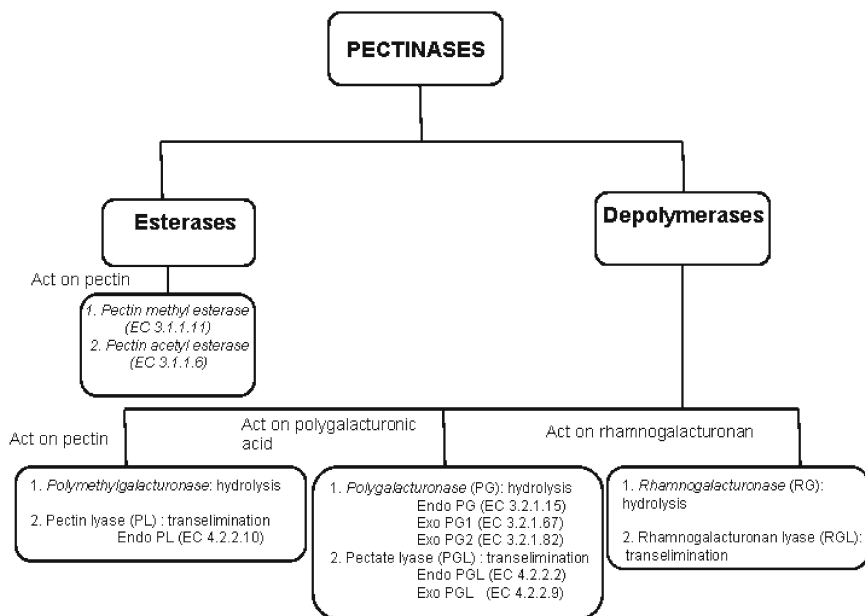 PECTINASES
Esterases
Depolymerases
Act on pectin
1. Pectin methyl esterase
(EC 3.1.1.11)
2. Pectin acetyl esterase
(EC 3.1.1.6)
Act on pectin
Act on polygalacturonic
acid
Act on rhamnogalacturonan
1. Polymethylgalacturonase: hydrolysis
2. Pectin lyase (PL) : transelimination
Endo PL (EC 4.2.2.10)
1. Polygalacturonase (PG): hydrolysis
Endo PG (EC 3.2.1.15)
Exo PG1 (EC 3.2.1.67)
Exo PG2 (EC 3.2.1.82)
2. Pectate lyase (PGL) : transelimination
Endo PGL (EC 4.2.2.2)
Exo PGL (EC 4.2.2.9)
1. Rhamnogalacturonase (RG):
hydrolysis
2. Rhamnogalacturonan lyase (RGL):
transelimination